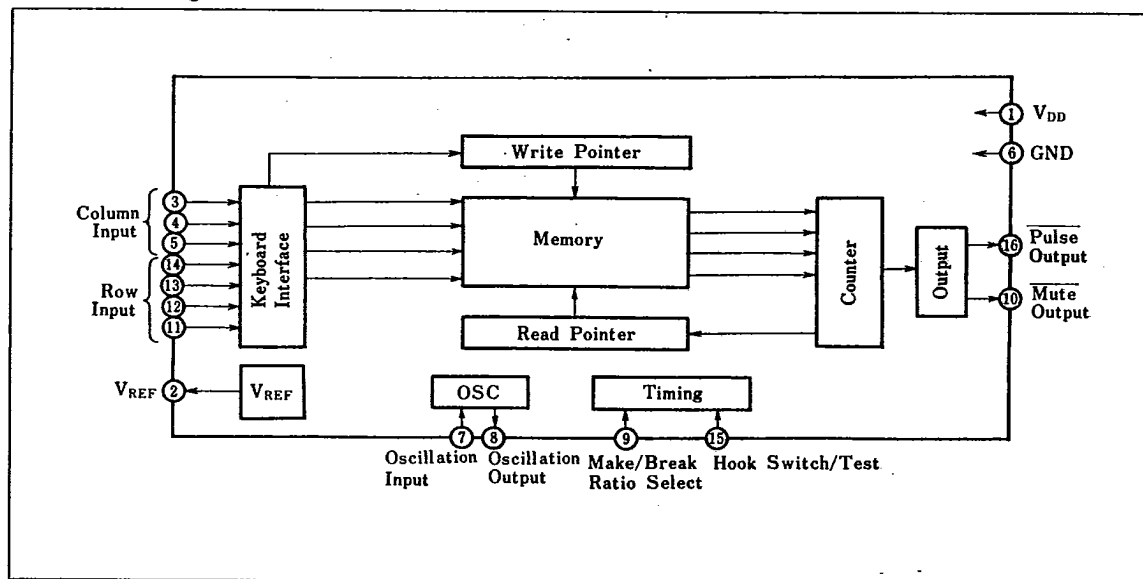 Write Pointer
1 V_DD
6 GND
Column
Input
3
4
5
Keyboard
Interface
Memory
Counter
Output
16 Pulse
Output
10 Mute
Output
Row
Input
14
13
12
11
Read Pointer
V_REF 2
V_REF
OSC
Timing
7
8
9
15
Oscillation
Input
Oscillation
Output
Make/Break
Ratio Select
Hook Switch/Test